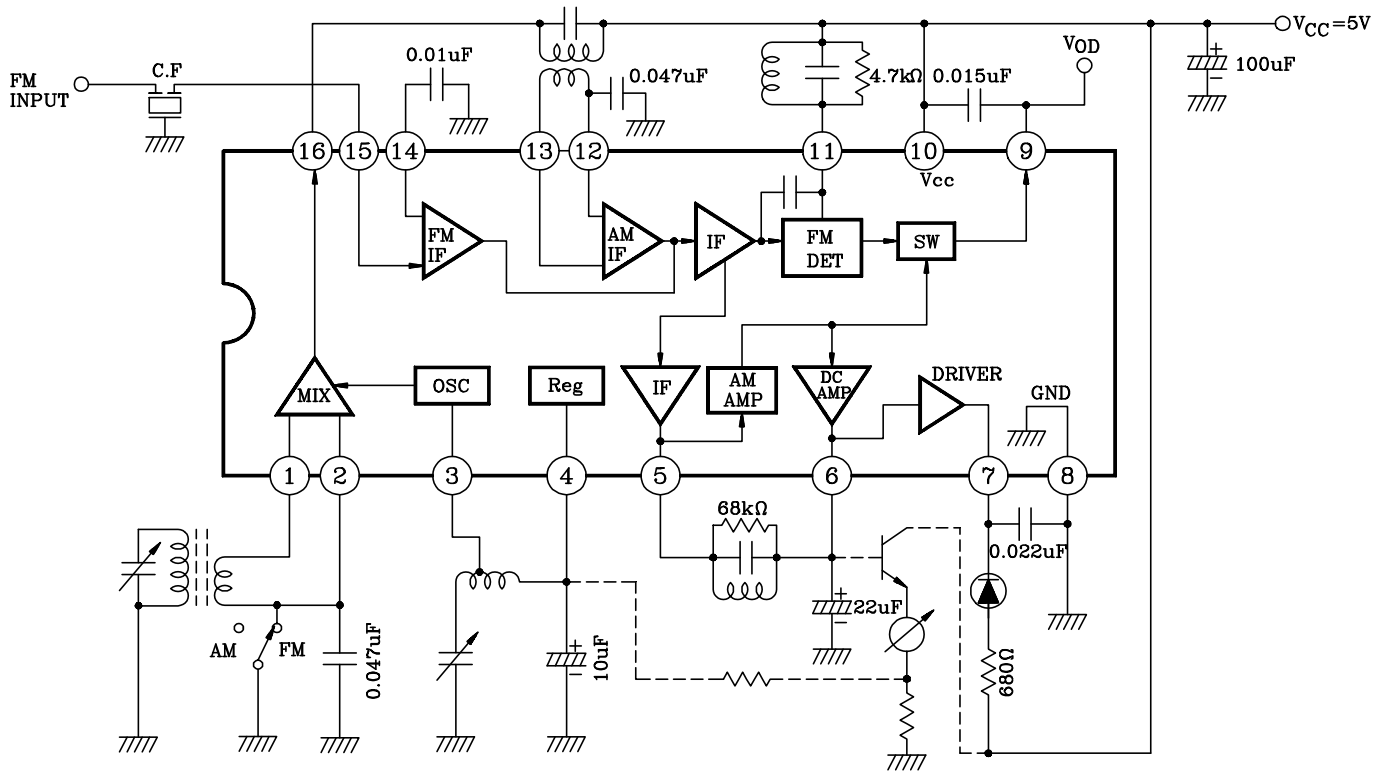 V_CC=5V
V_OD
C.F
0.01uF
FM
INPUT
0.047uF
4.7kΩ
0.015uF
100uF
16
15
14
13
12
11
10
9
Vcc
FM
IF
AM
IF
IF
FM
DET
SW
MIX
OSC
Reg
IF
AM
AMP
DC
AMP
DRIVER
GND
1
2
3
4
5
6
7
8
68kΩ
0.022uF
22uF
AM
FM
0.047uF
10uF
680Ω